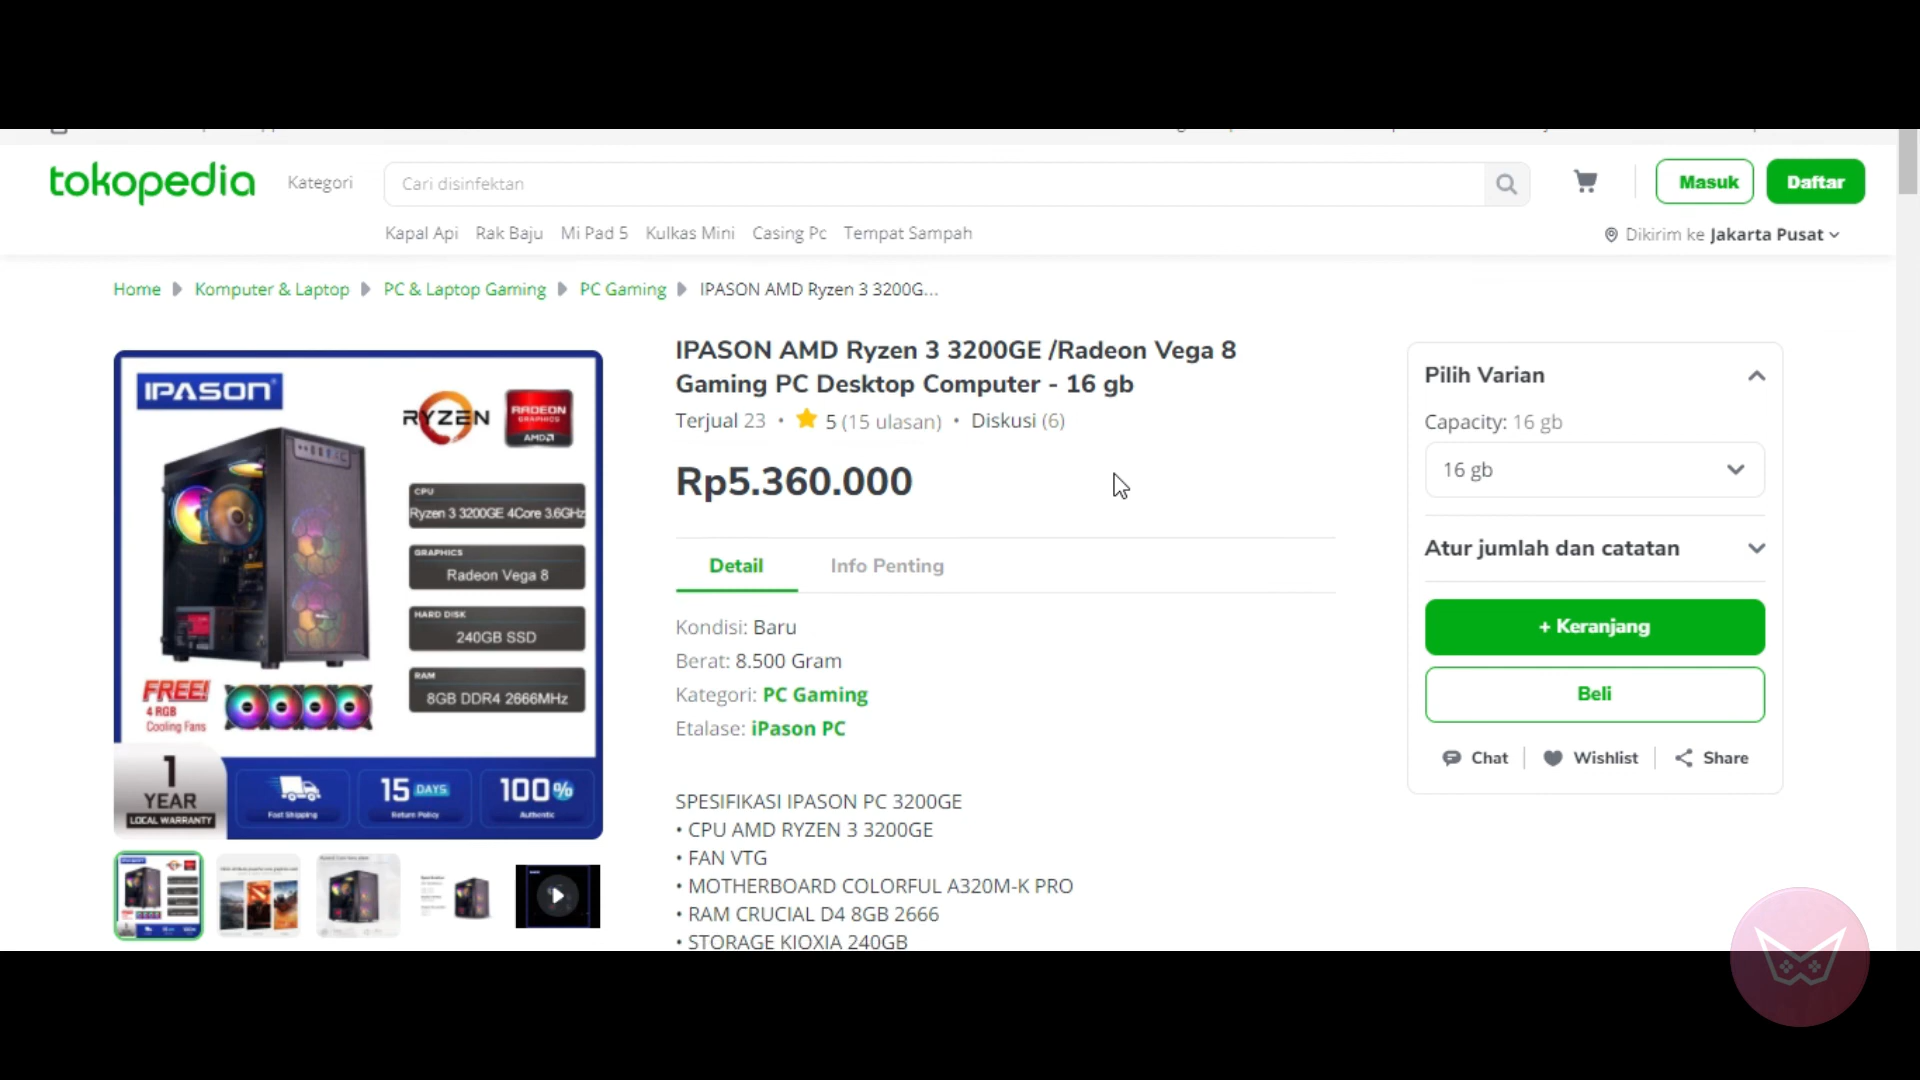 tokopedia
Kategori
Cari disinfektan
Masuk
Daftar
Kapal Api Rak Baju Mi Pad 5 Kulkas Mini Casing Pc Tempat Sampah
Dikirim ke Jakarta Pusat
Home Komputer & Laptop PC & Laptop Gaming PC Gaming IPASON AMD Ryzen 3 3200G...
IPASON
RYZEN
RADEON
GRAPHICS
AMD
CPU
Ryzen 3 3200GE 4Core 3.6GHz
GRAPHICS
Radeon Vega 8
HARD DISK
240GB SSD
RAM
8GB DDR4 2666MHz
FREE!
4 RGB
Cooling Fans
1
YEAR
LOCAL WARRANTY
Fast Shipping
15 DAYS
Return Policy
100%
Authentic
IPASON AMD Ryzen 3 3200GE /Radeon Vega 8
Gaming PC Desktop Computer - 16 gb
Terjual 23 • 5 (15 ulasan) • Diskusi (6)
Rp5.360.000
Detail
Info Penting
Kondisi: Baru
Berat: 8.500 Gram
Kategori: PC Gaming
Etalase: iPason PC
SPESIFIKASI IPASON PC 3200GE
• CPU AMD RYZEN 3 3200GE
• FAN VTG
• MOTHERBOARD COLORFUL A320M-K PRO
• RAM CRUCIAL D4 8GB 2666
• STORAGE KIOXIA 240GB
Pilih Varian
Capacity: 16 gb
16 gb
Atur jumlah dan catatan
+ Keranjang
Beli
Chat
Wishlist
Share